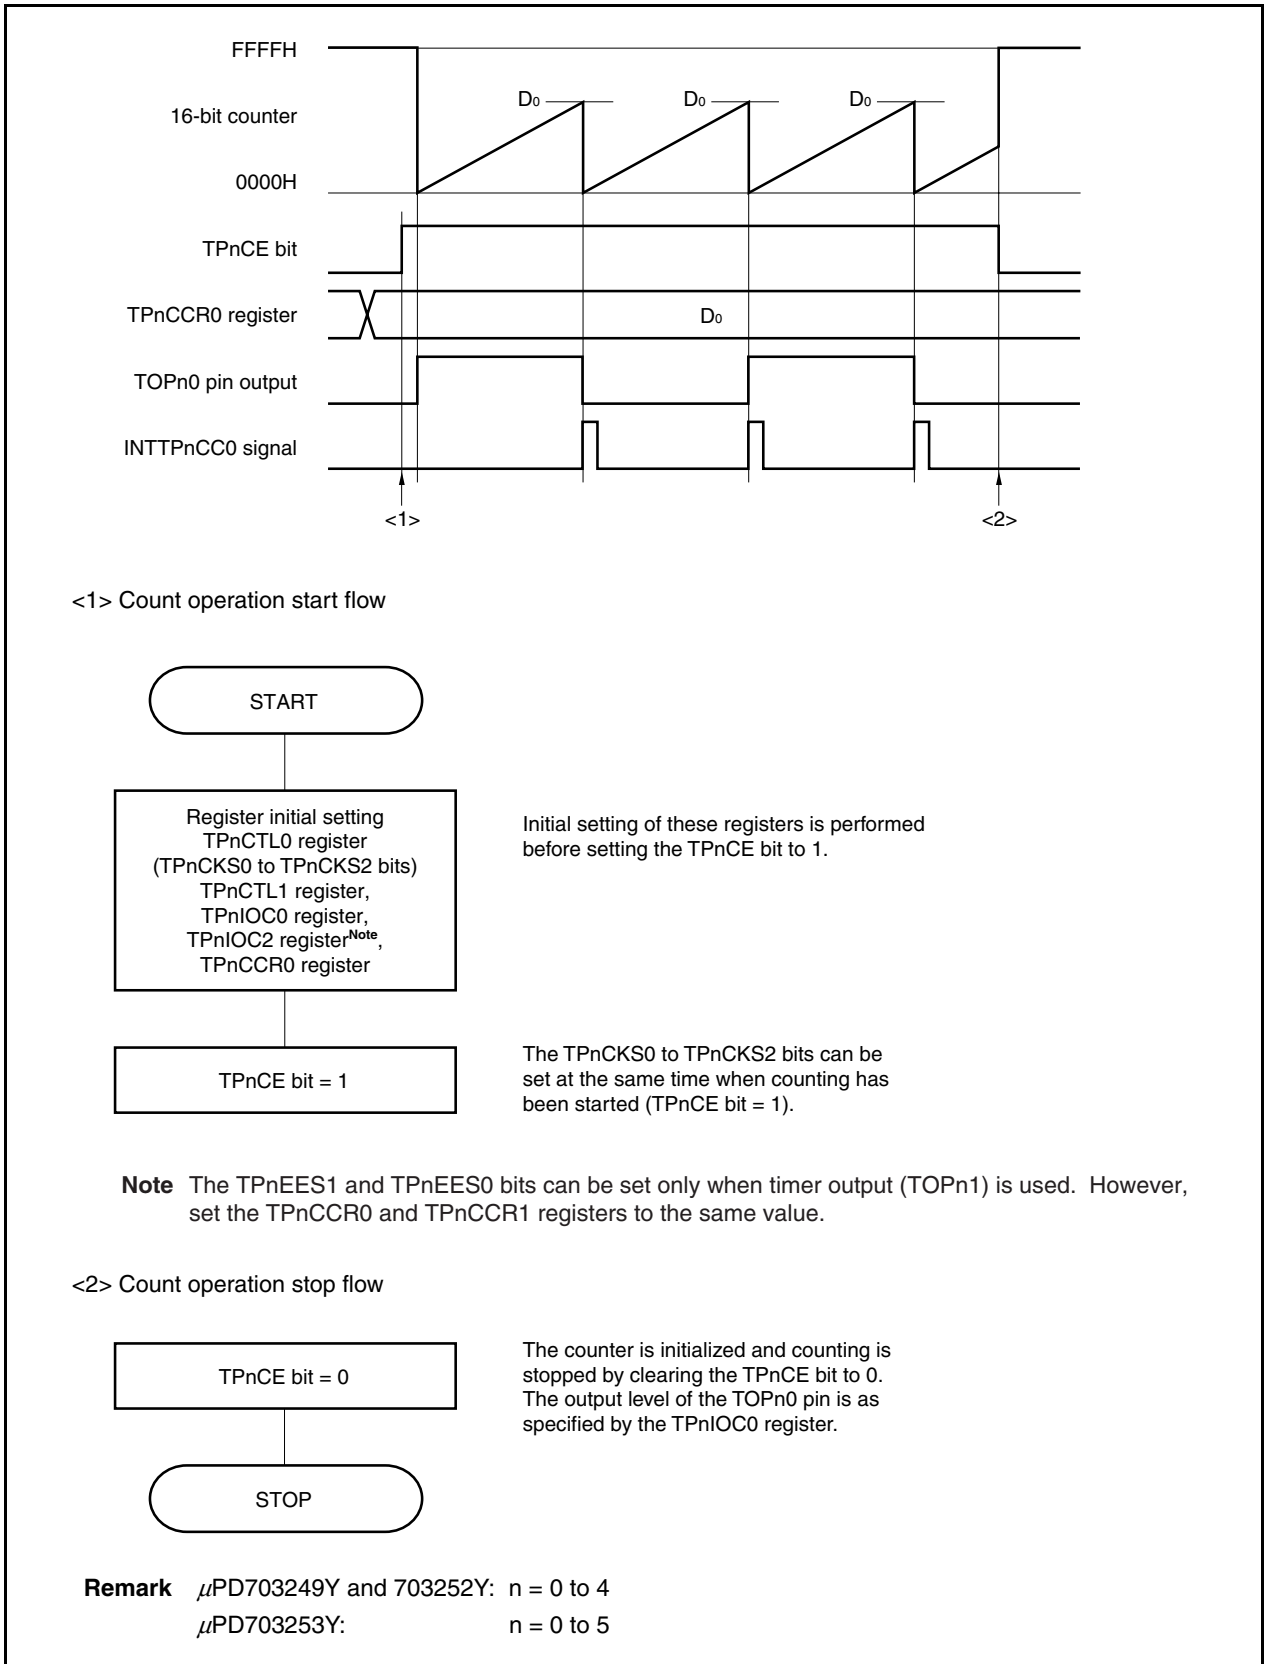 FFFFH
D0 D0 D0
16-bit counter
0000H
TPnCE bit
TPnCCR0 register
D0
TOPn0 pin output
INTTPnCC0 signal
<1> <2>
<1> Count operation start flow
START
Register initial setting
TPnCTL0 register
(TPnCKS0 to TPnCKS2 bits)
TPnCTL1 register,
TPnIOC0 register,
TPnIOC2 registerNote,
TPnCCR0 register
Initial setting of these registers is performed
before setting the TPnCE bit to 1.
TPnCE bit = 1
The TPnCKS0 to TPnCKS2 bits can be
set at the same time when counting has
been started (TPnCE bit = 1).
Note The TPnEES1 and TPnEES0 bits can be set only when timer output (TOPn1) is used. However,
set the TPnCCR0 and TPnCCR1 registers to the same value.
<2> Count operation stop flow
TPnCE bit = 0
The counter is initialized and counting is
stopped by clearing the TPnCE bit to 0.
The output level of the TOPn0 pin is as
specified by the TPnIOC0 register.
STOP
Remark μPD703249Y and 703252Y: n = 0 to 4
μPD703253Y: n = 0 to 5